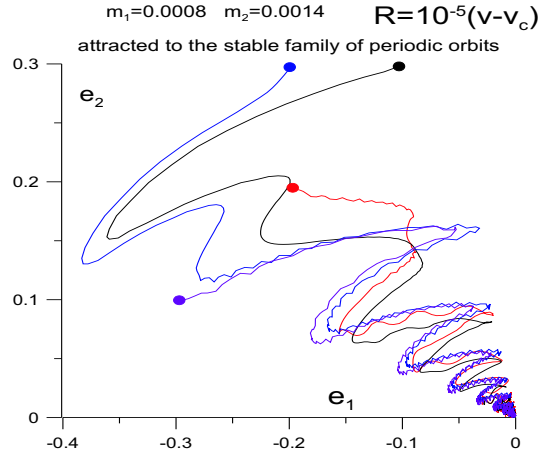 m₁=0.0008 m₂=0.0014 R=10⁻⁵(v-v꜀)
attracted to the stable family of periodic orbits
0.3
e₂
0.2
0.1
e₁
0
-0.4 -0.3 -0.2 -0.1 0